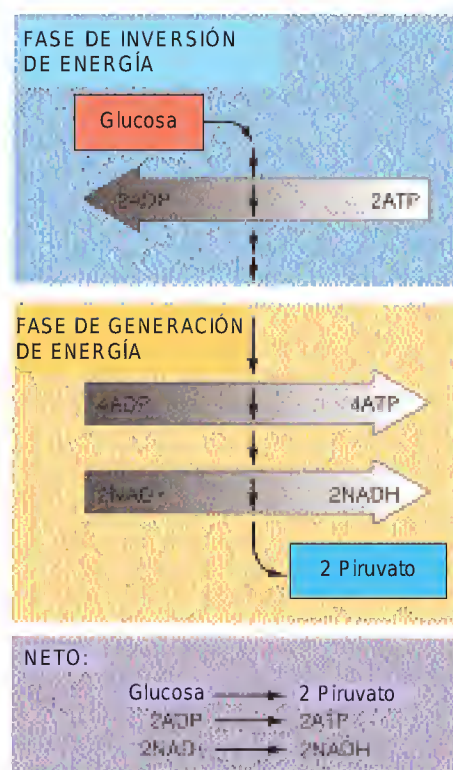 FASE DE INVERSIÓN
DE ENERGÍA
Glucosa
2ADP 2ATP
FASE DE GENERACIÓN
DE ENERGÍA
4ADP 4ATP
2NAD+ 2NADH
2 Piruvato
NETO:
Glucosa → 2 Piruvato
2ADP → 2ATP
2NAD+ → 2NADH